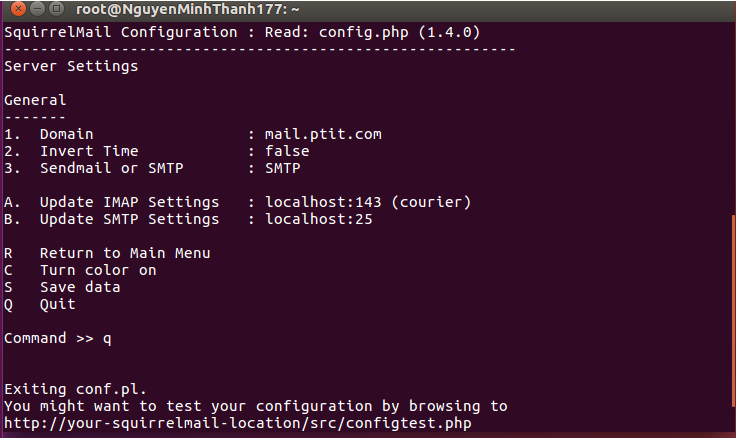 root@NguyenMinhThanh177: ~
SquirrelMail Configuration : Read: config.php (1.4.0)
---------------------------------------------------------
Server Settings
General
-------
1. Domain : mail.ptit.com
2. Invert Time : false
3. Sendmail or SMTP : SMTP
A. Update IMAP Settings : localhost:143 (courier)
B. Update SMTP Settings : localhost:25
R Return to Main Menu
C Turn color on
S Save data
Q Quit
Command >> q
Exiting conf.pl.
You might want to test your configuration by browsing to
http://your-squirrelmail-location/src/configtest.php